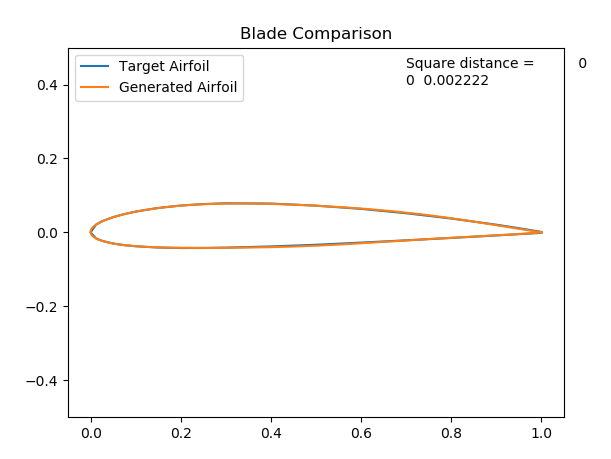 Blade Comparison
Target Airfoil
Generated Airfoil
Square distance =          0
0  0.002222
0.4
0.2
0.0
−0.2
−0.4
0.0 0.2 0.4 0.6 0.8 1.0